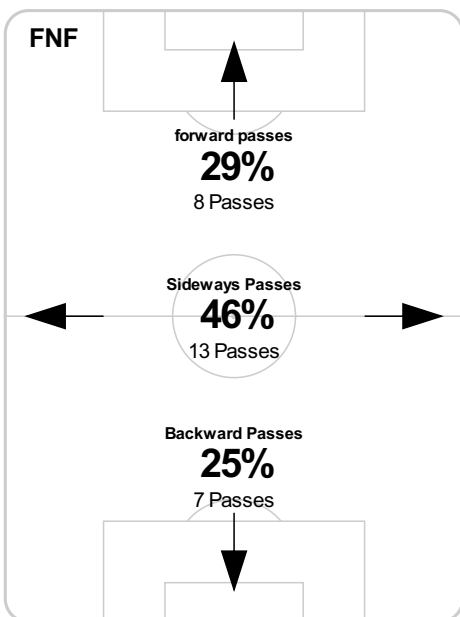 FNF
forward passes
29%
8 Passes
Sideways Passes
46%
13 Passes
Backward Passes
25%
7 Passes